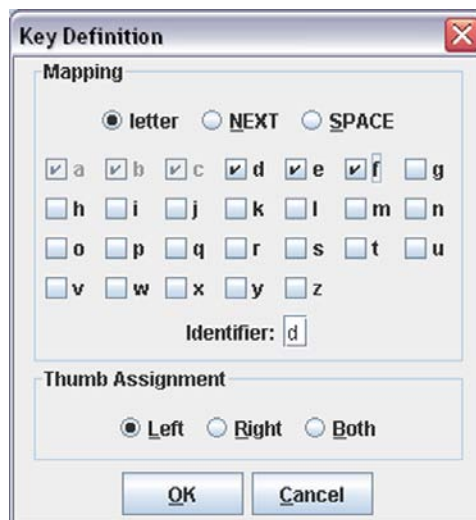 Key Definition
Mapping
letter NEXT SPACE
a b c d e f g
h i j k l m n
o p q r s t u
v w x y z
Identifier: d
Thumb Assignment
Left Right Both
OK Cancel